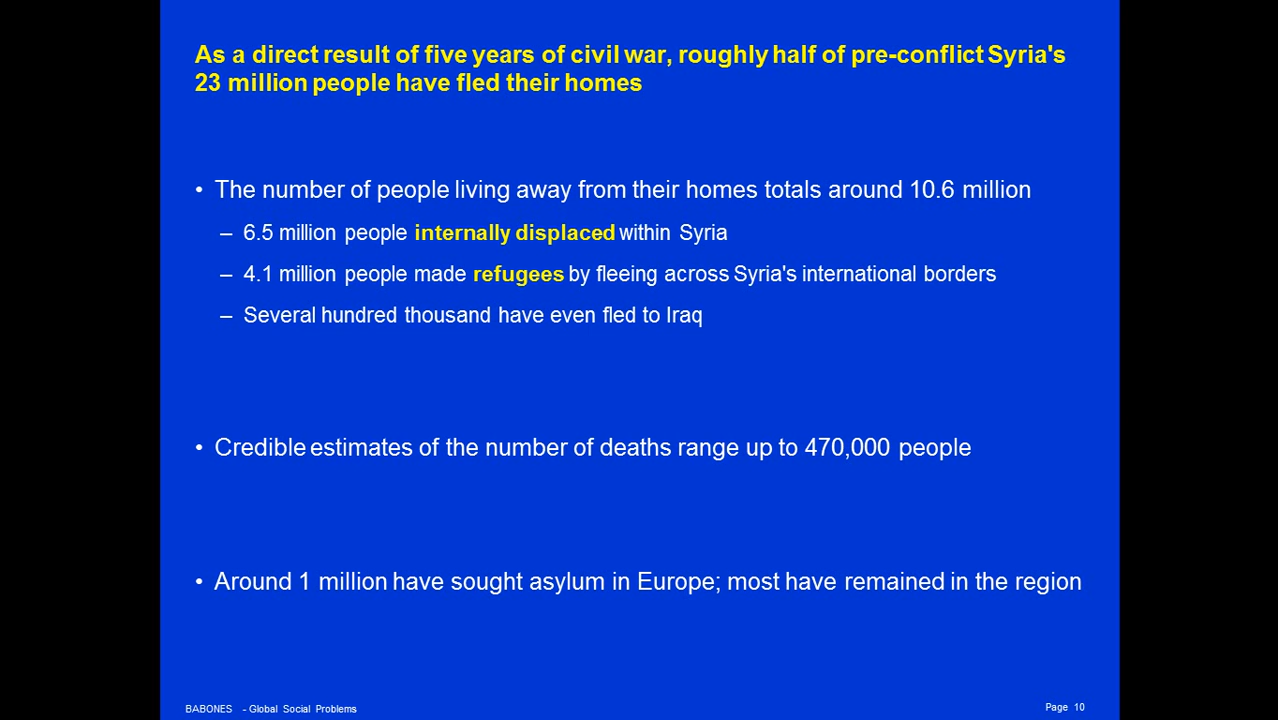 As a direct result of five years of civil war, roughly half of pre-conflict Syria's
23 million people have fled their homes
• The number of people living away from their homes totals around 10.6 million
– 6.5 million people internally displaced within Syria
– 4.1 million people made refugees by fleeing across Syria's international borders
– Several hundred thousand have even fled to Iraq
• Credible estimates of the number of deaths range up to 470,000 people
• Around 1 million have sought asylum in Europe; most have remained in the region
BABONES - Global Social Problems
Page 10